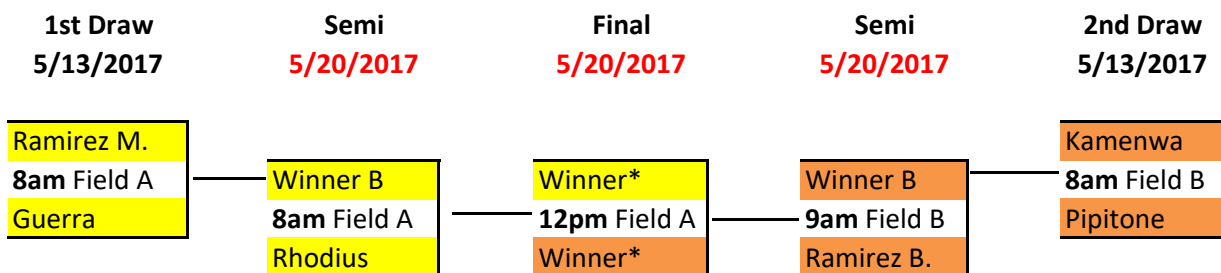 1st Draw Semi Final Semi 2nd Draw
5/13/2017 5/20/2017 5/20/2017 5/20/2017 5/13/2017
Ramirez M.
8am Field A
Guerra
Winner B
8am Field A
Rhodius
Winner*
12pm Field A
Winner*
Winner B
9am Field B
Ramirez B.
Kamenwa
8am Field B
Pipitone